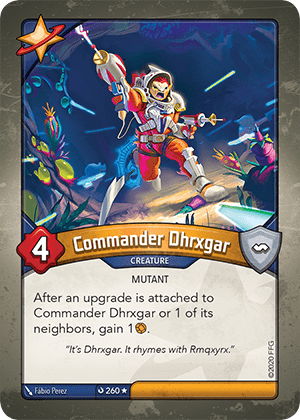 Commander Dhrxgar
4
CREATURE
MUTANT
After an upgrade is attached to
Commander Dhrxgar or 1 of its
neighbors, gain 1
“It’s Dhrxgar. It rhymes with Rmqxyrx.”
©2020 FFG
Fábio Perez
260